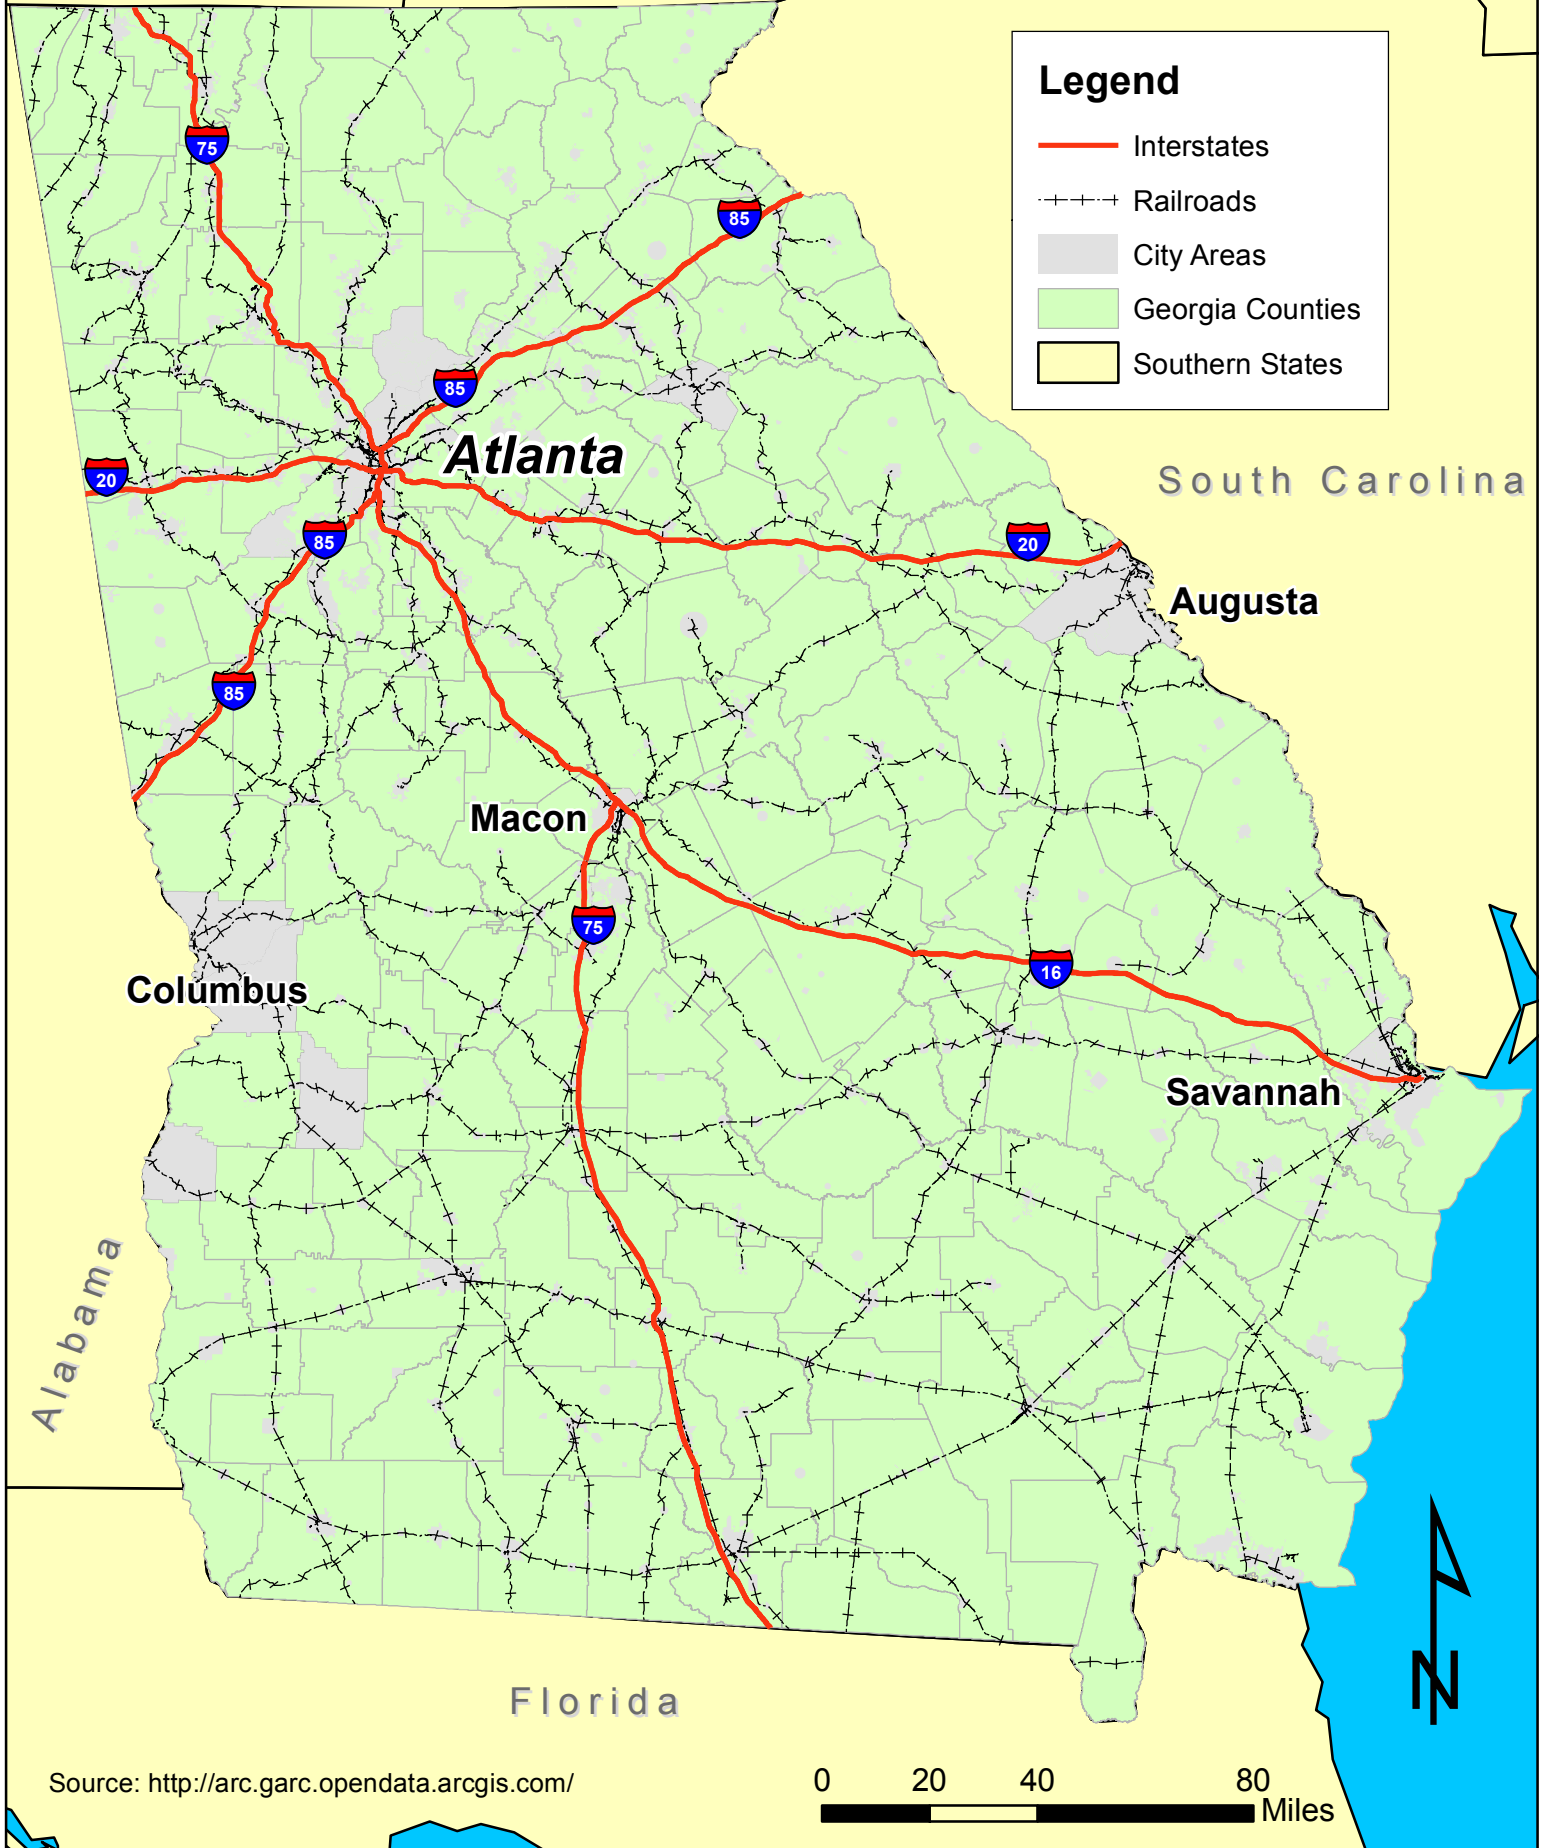 Legend
Interstates
Railroads
City Areas
Georgia Counties
Southern States
75
85
85
Atlanta
20
South Carolina
85
20
Augusta
85
Macon
75
16
Columbus
Savannah
Alabama
Florida
N
Source: http://arc.garc.opendata.arcgis.com/
0 20 40 80
Miles